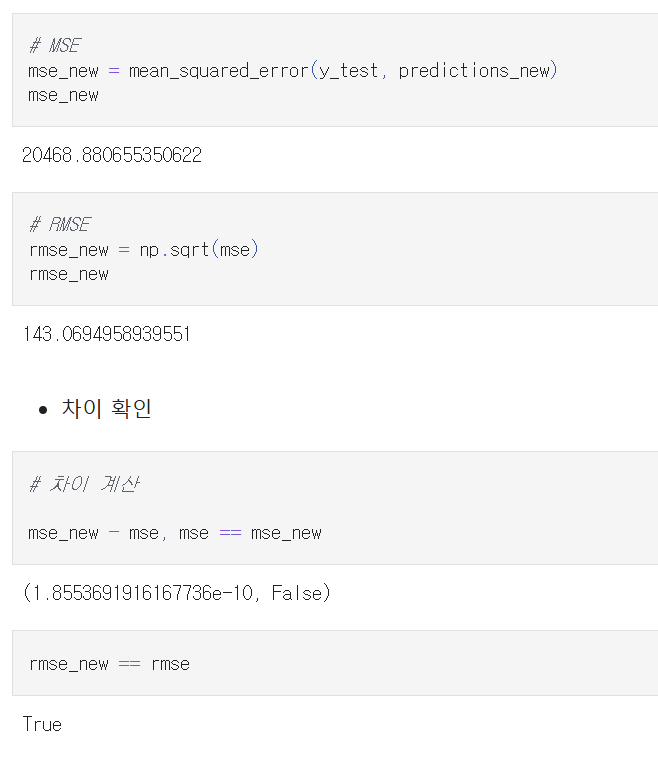 # MSE
mse_new = mean_squared_error(y_test, predictions_new)
mse_new
20468.880655350622
# RMSE
rmse_new = np.sqrt(mse)
rmse_new
143.0694958939551
• 차이 확인
# 차이 계산
mse_new - mse, mse == mse_new
(1.8553691916167736e-10, False)
rmse_new == rmse
True